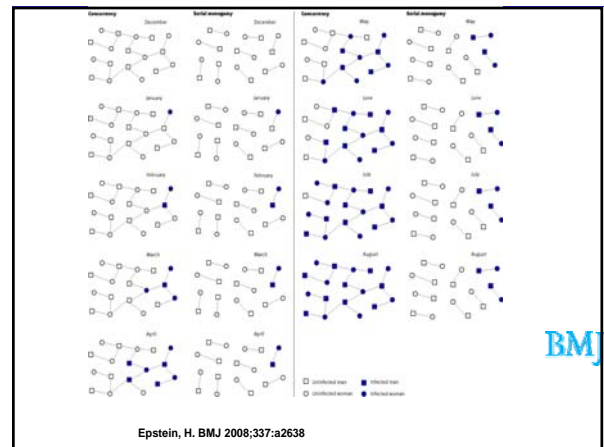 Concurrency Serial monogamy Concurrency Serial monogamy
December December May May
January January June June
February February July July
March March August August
April April
Uninfected man Infected man
Uninfected woman Infected woman
BMJ
Epstein, H. BMJ 2008;337:a2638